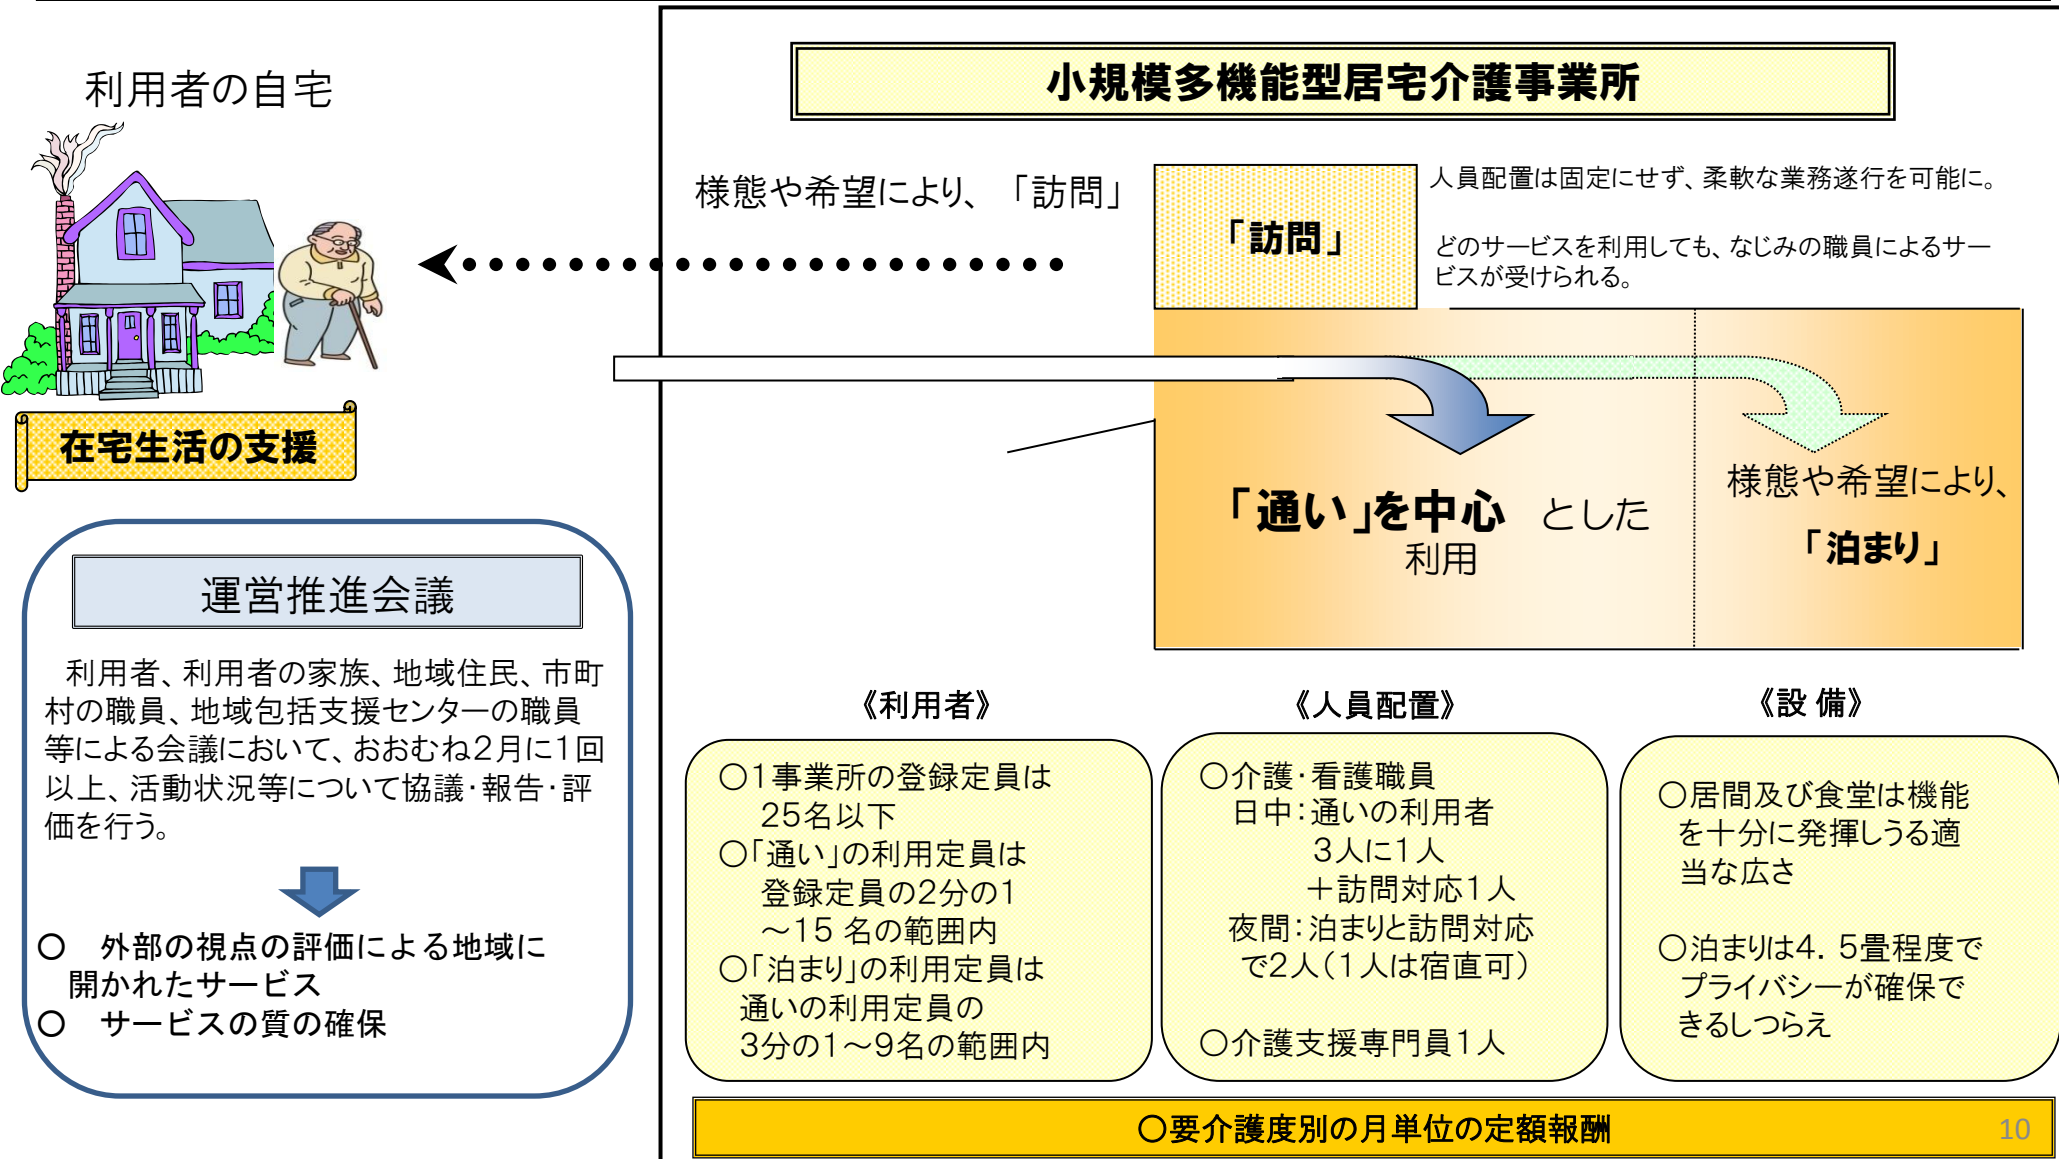 利用者の自宅
在宅生活の支援
運営推進会議
利用者、利用者の家族、地域住民、市町
村の職員、地域包括支援センターの職員
等による会議において、おおむね２月に１回
以上、活動状況等について協議・報告・評
価を行う。
○　外部の視点の評価による地域に
開かれたサービス
○　サービスの質の確保
小規模多機能型居宅介護事業所
様態や希望により、「訪問」
「訪問」
人員配置は固定にせず、柔軟な業務遂行を可能に。
どのサービスを利用しても、なじみの職員によるサー
ビスが受けられる。
「通い」を中心　とした
利用
様態や希望により、
「泊まり」
《利用者》
○１事業所の登録定員は
25名以下
○「通い」の利用定員は
登録定員の2分の1
～15 名の範囲内
○「泊まり」の利用定員は
通いの利用定員の
3分の1～9名の範囲内
《人員配置》
○介護・看護職員
日中：通いの利用者
３人に１人
＋訪問対応１人
夜間：泊まりと訪問対応
で２人（１人は宿直可）
○介護支援専門員１人
《設 備》
○居間及び食堂は機能
を十分に発揮しうる適
当な広さ
○泊まりは４．５畳程度で
プライバシーが確保で
きるしつらえ
○要介護度別の月単位の定額報酬
10